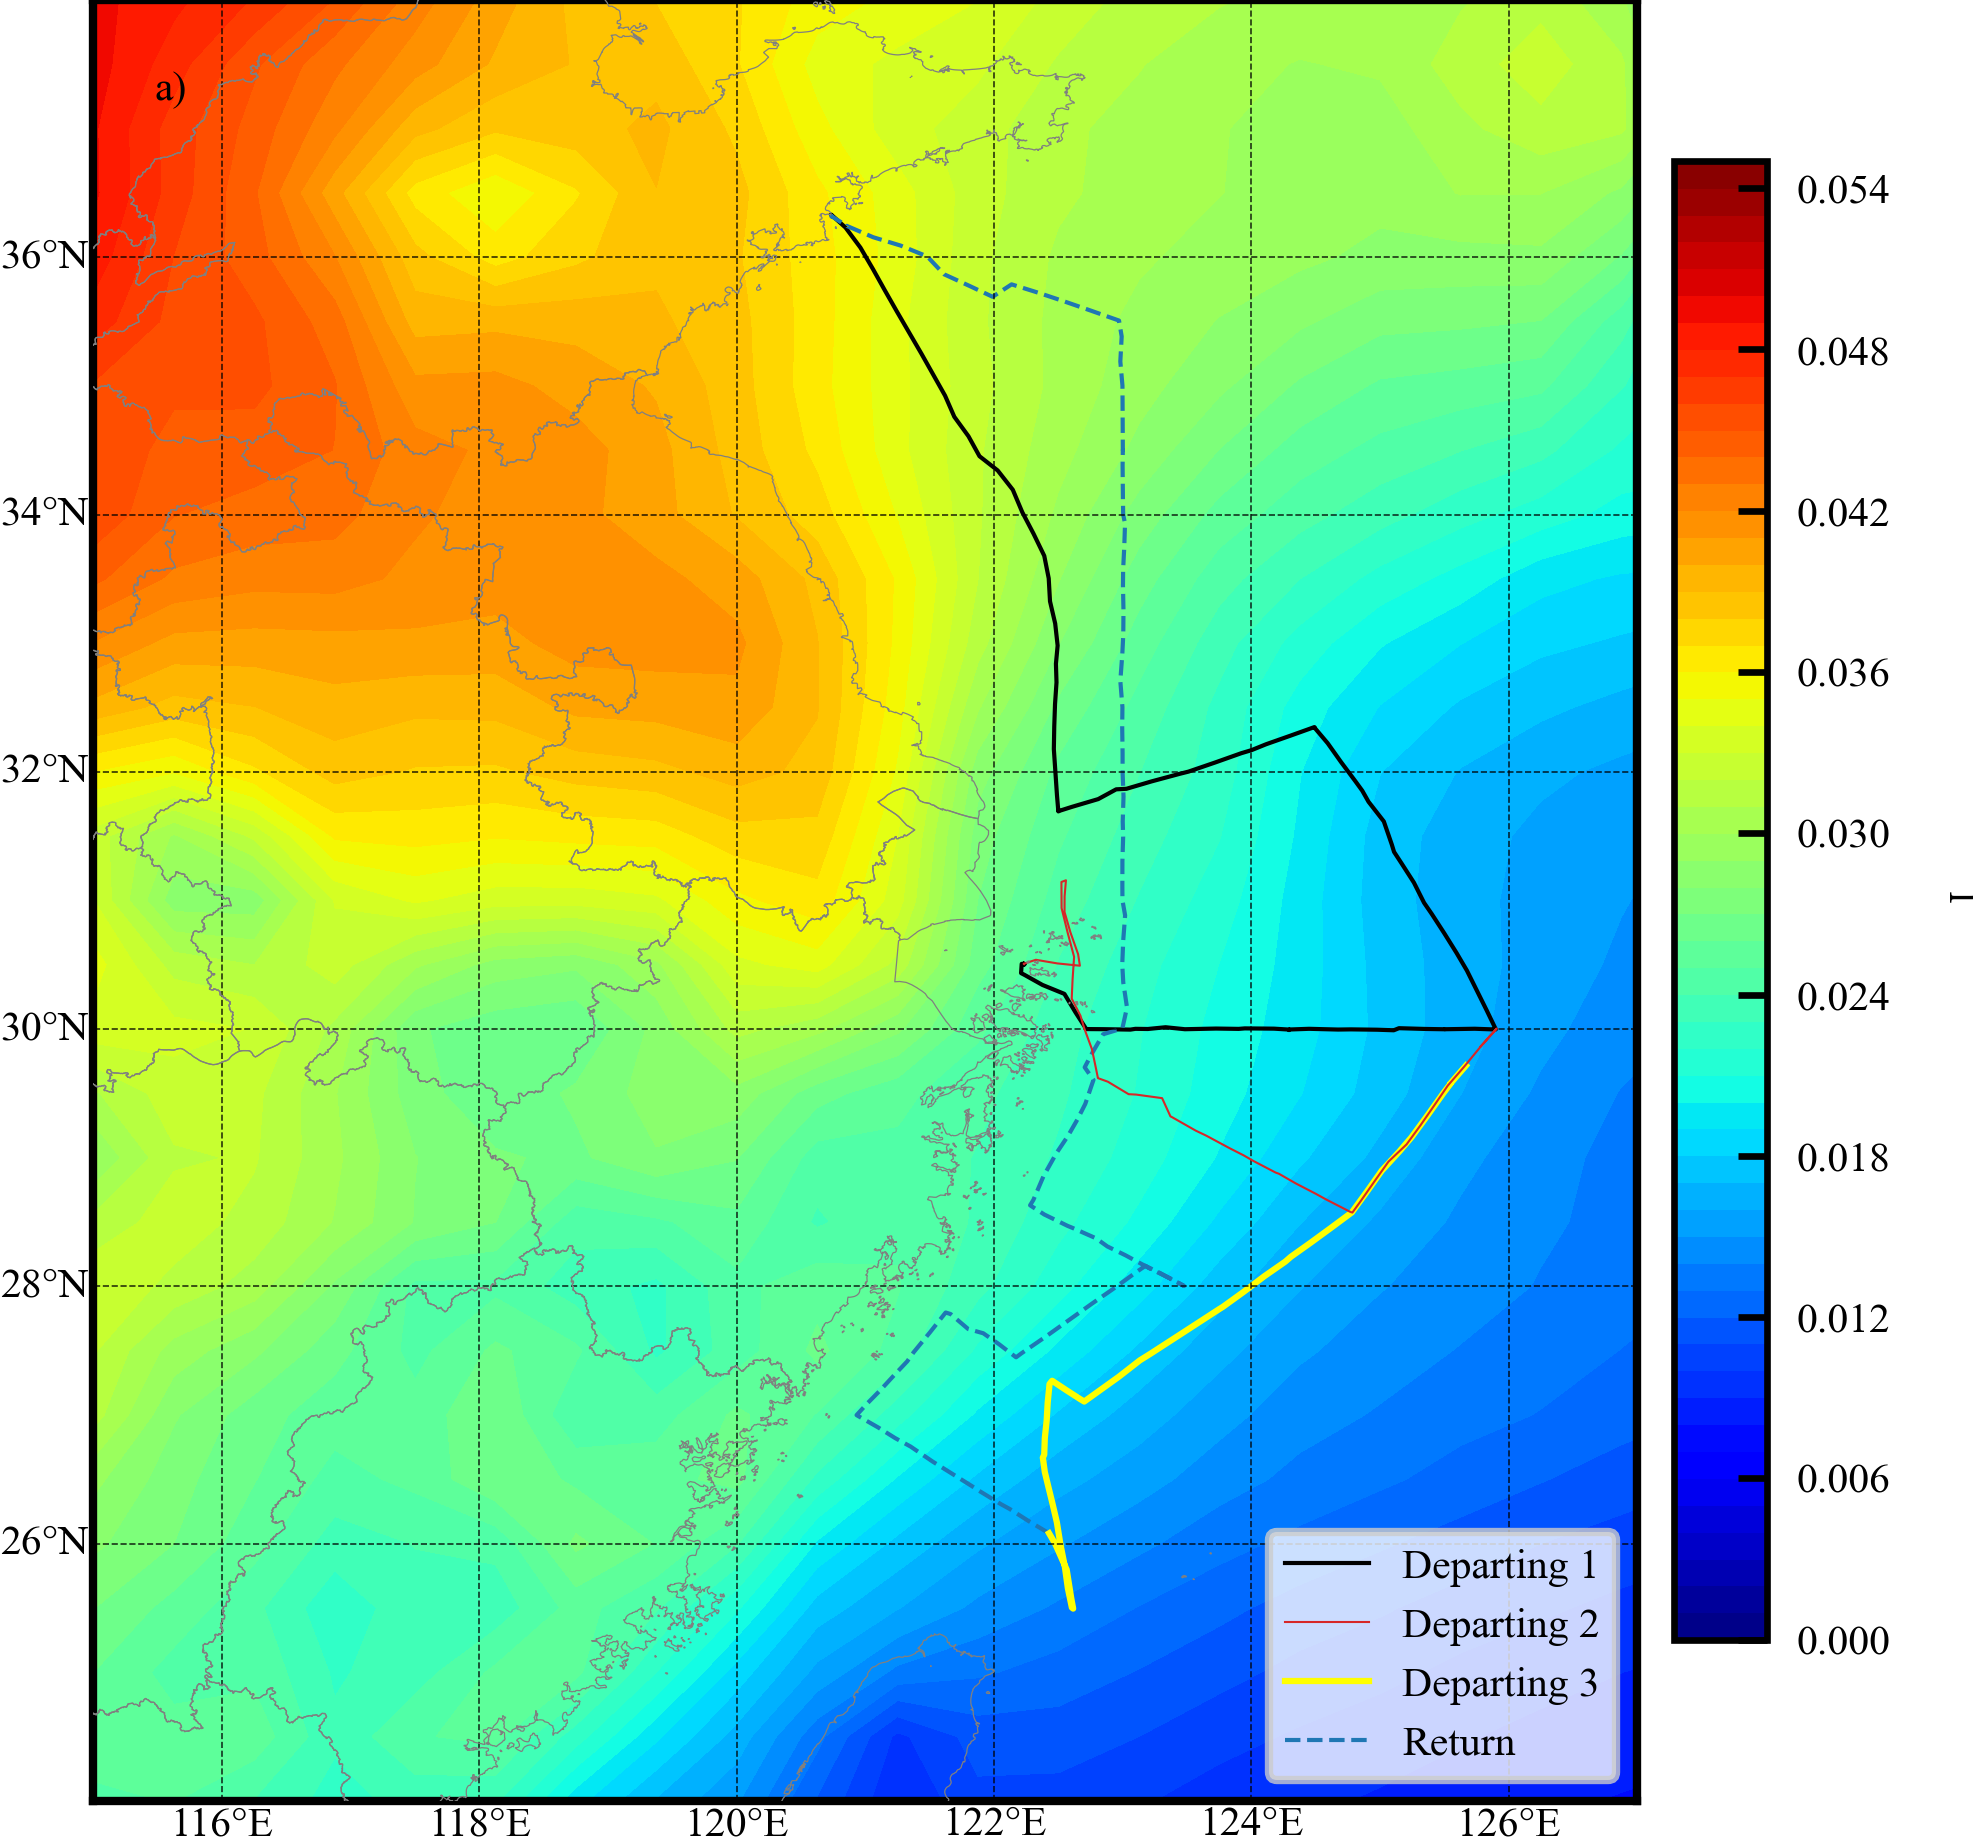 a)
36°N
34°N
32°N
30°N
28°N
26°N
116°E
118°E
120°E
122°E
124°E
126°E
Departing 1
Departing 2
Departing 3
Return
0.054
0.048
0.042
0.036
0.030
0.024
0.018
0.012
0.006
0.000